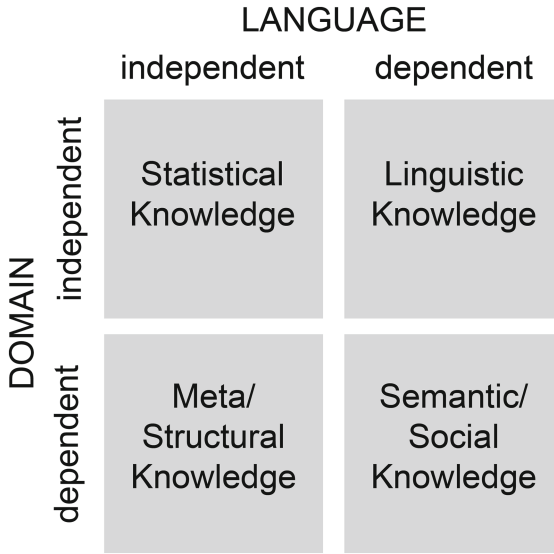 LANGUAGE
independent dependent
DOMAIN
independent
Statistical
Knowledge
Linguistic
Knowledge
dependent
Meta/
Structural
Knowledge
Semantic/
Social
Knowledge